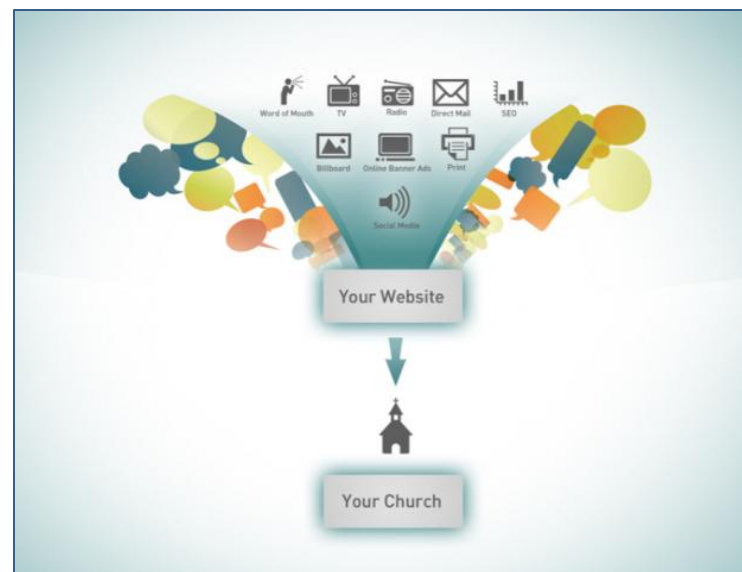 Word of Mouth TV Radio Direct Mail SEO
Billboard Online Banner Ads Print
Social Media
Your Website
Your Church